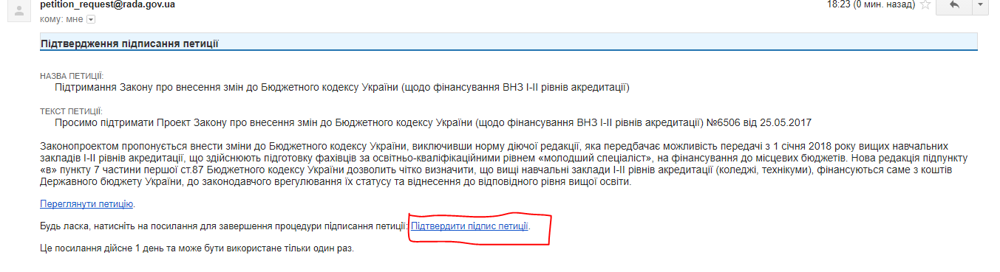 petition_request@rada.gov.ua
18:23 (0 мин. назад)
кому: мне
Підтвердження підписання петиції
НАЗВА ПЕТИЦІЇ:
Підтримання Закону про внесення змін до Бюджетного кодексу України (щодо фінансування ВНЗ І-ІІ рівнів акредитації)
ТЕКСТ ПЕТИЦІЇ:
Просимо підтримати Проект Закону про внесення змін до Бюджетного кодексу України (щодо фінансування ВНЗ І-ІІ рівнів акредитації) №6506 від 25.05.2017
Законопроектом пропонується внести зміни до Бюджетного кодексу України, виключивши норму діючої редакції, яка передбачає можливість передачі з 1 січня 2018 року вищих навчальних
закладів І-ІІ рівнів акредитації, що здійснюють підготовку фахівців за освітньо-кваліфікаційними рівнем «молодший спеціаліст», на фінансування до місцевих бюджетів. Нова редакція підпункту
«в» пункту 7 частини першої ст.87 Бюджетного кодексу України дозволить чітко визначити, що вищі навчальні заклади І-ІІ рівнів акредитації (коледжі, технікуми), фінансуються саме з коштів
Державного бюджету України, до законодавчого врегулювання їх статусу та віднесення до відповідного рівня вищої освіти.
Переглянути петицію.
Будь ласка, натисніть на посилання для завершення процедури підписання петиції: Підтвердити підпис петиції.
Це посилання дійсне 1 день та може бути використане тільки один раз.